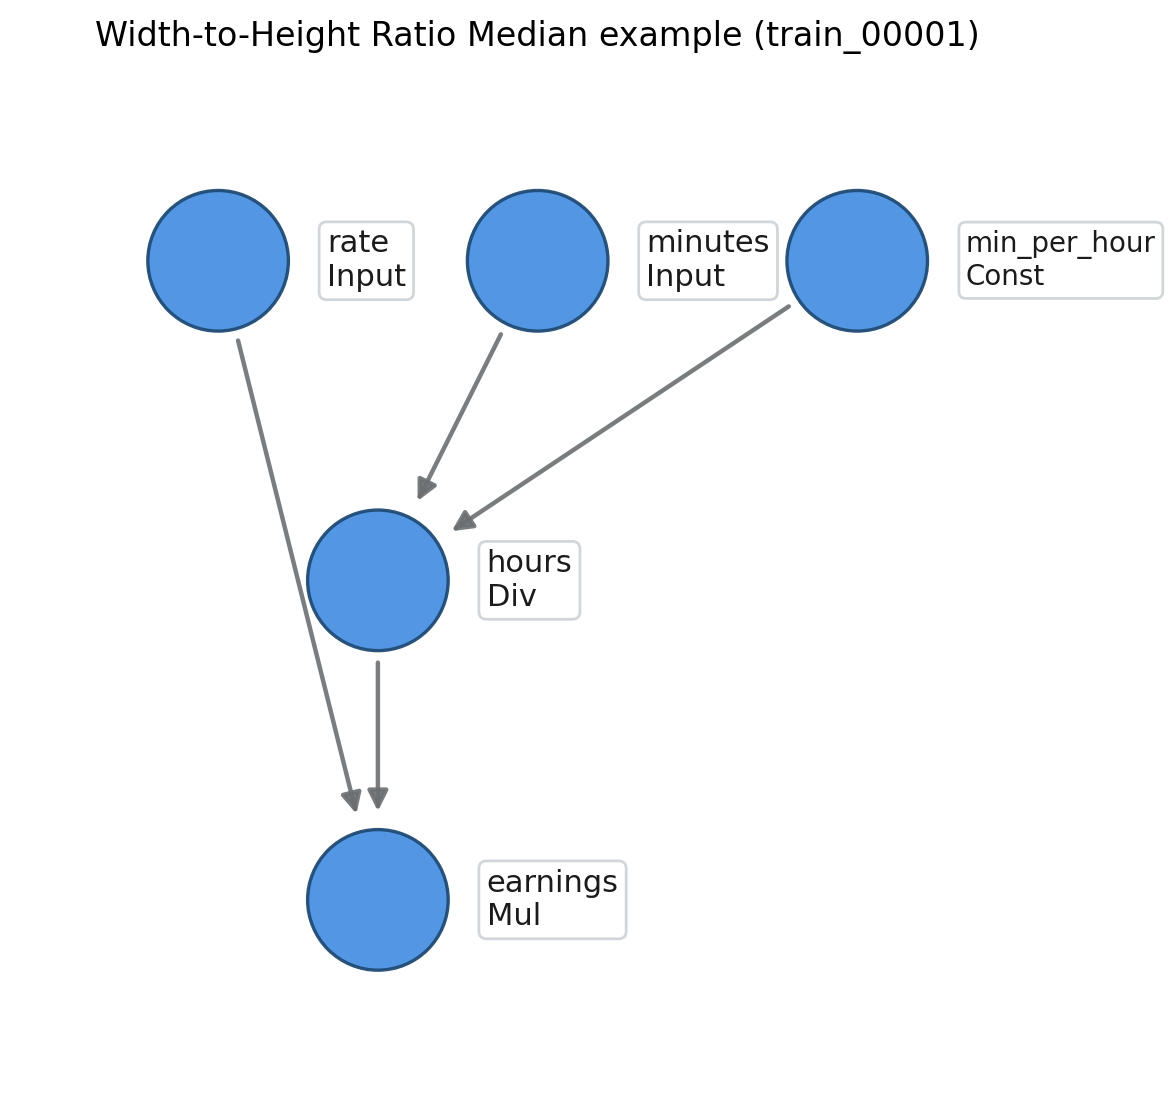 Width-to-Height Ratio Median example (train_00001)
rate
Input
minutes
Input
min_per_hour
Const
hours
Div
earnings
Mul